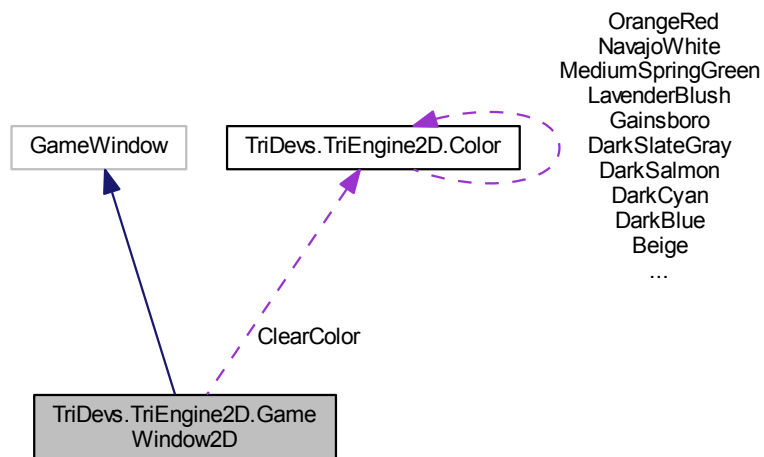 OrangeRed
NavajoWhite
MediumSpringGreen
LavenderBlush
Gainsboro
DarkSlateGray
DarkSalmon
DarkCyan
DarkBlue
Beige
...
GameWindow
TriDevs.TriEngine2D.Color
ClearColor
TriDevs.TriEngine2D.Game
Window2D